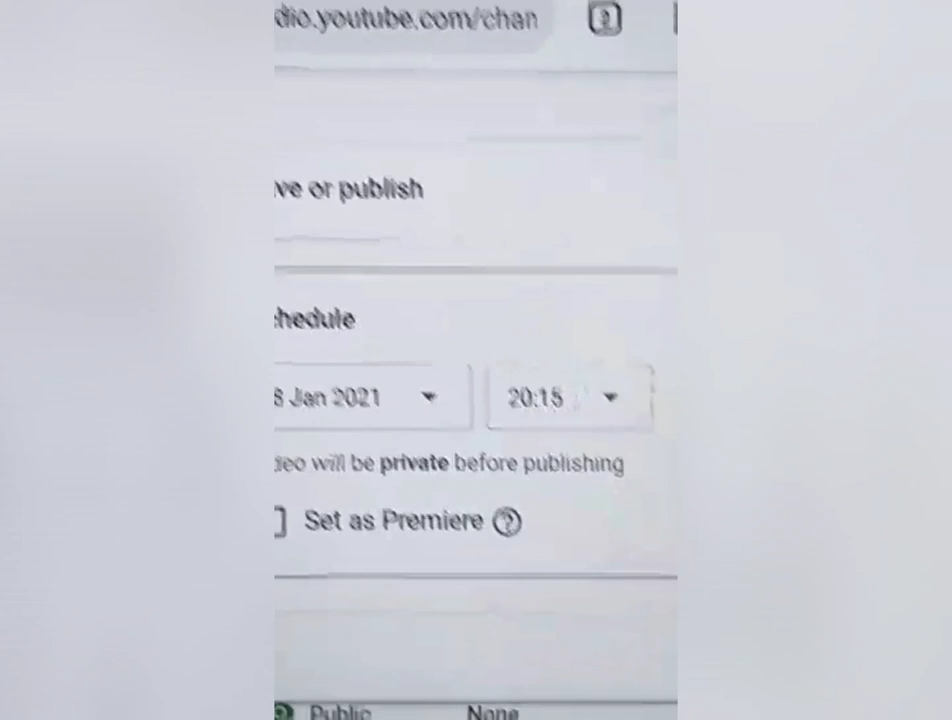 dio.youtube.com/chan
ve or publish
hedule
8 Jan 2021 20:15
deo will be private before publishing
Set as Premiere ?
Public None